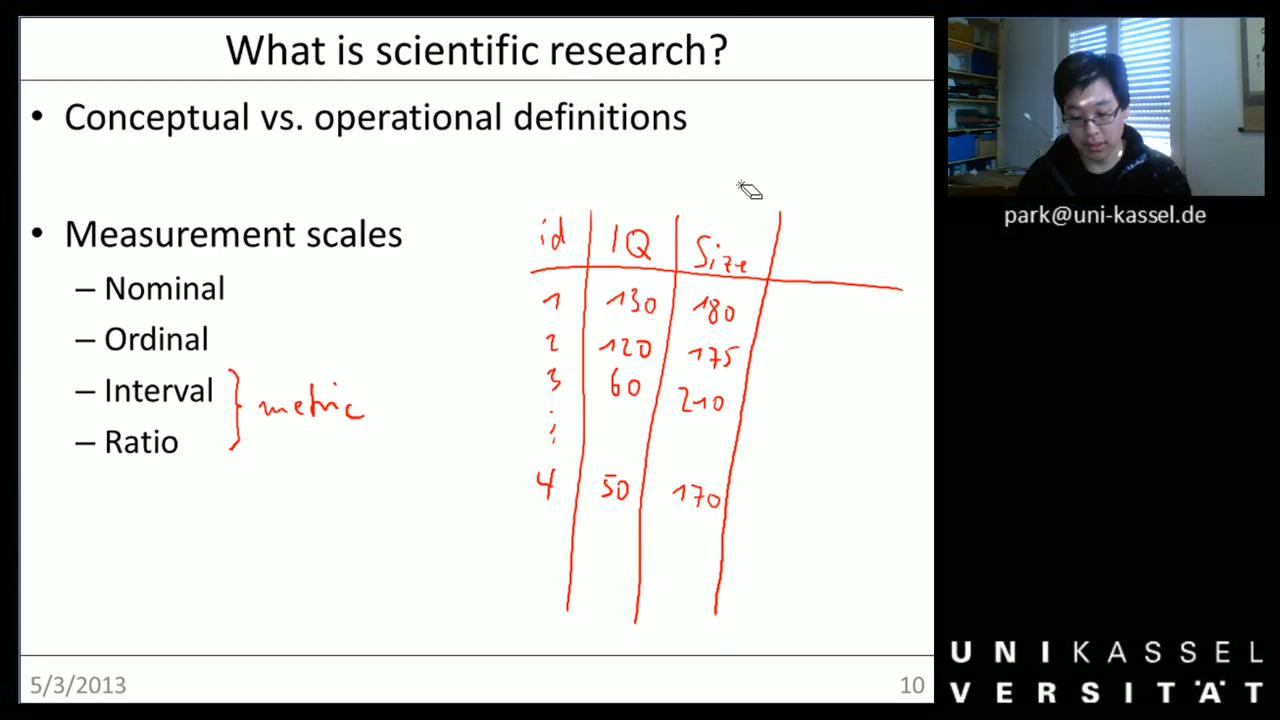 What is scientific research?
• Conceptual vs. operational definitions
• Measurement scales
– Nominal
– Ordinal
– Interval
– Ratio
metric
id IQ Size
1 130 180
2 120 175
3 60 210
⋮
4 50 170
5/3/2013
10
park@uni-kassel.de
UNIKASSEL
VERSITÄT